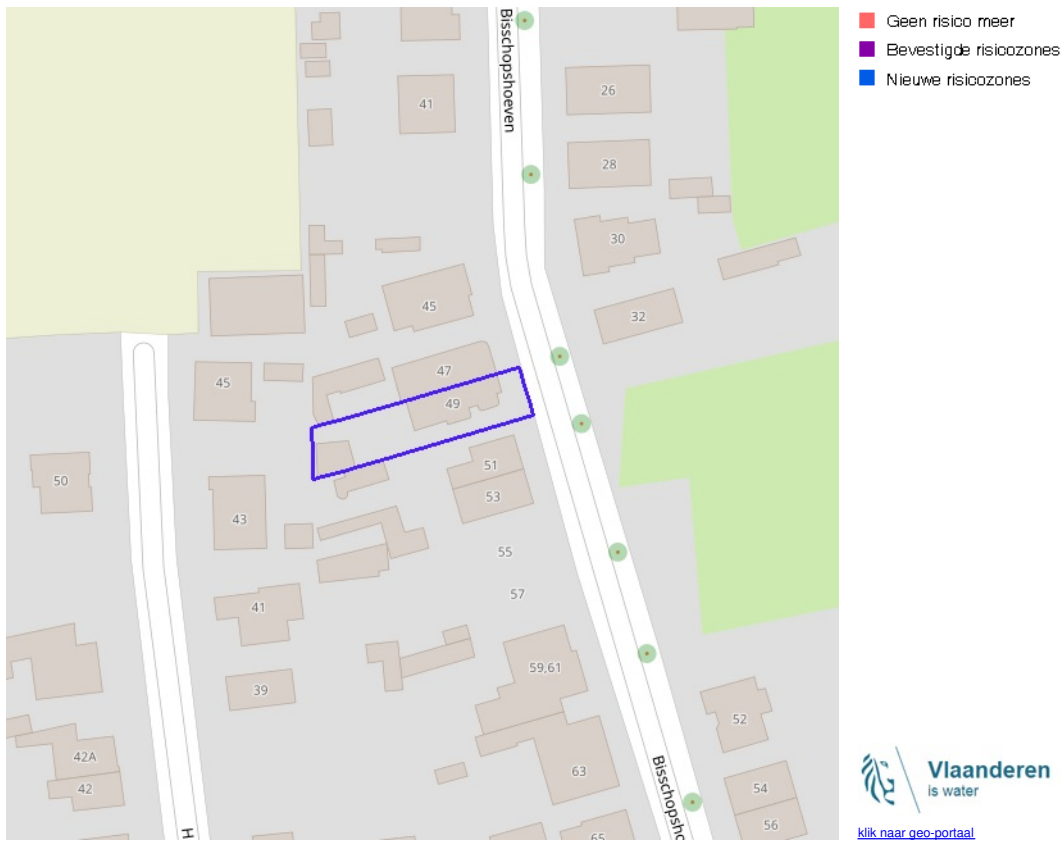 Geen risico meer
Bevestigde risicozones
Nieuwe risicozones
Bisschopshoeven
41
26
28
30
45
32
47
45
49
51
50
53
43
55
57
41
59,61
39
52
42A
63
42
54
56
65
H
Bisschopsho
Vlaanderen
is water
klik naar geo-portaal